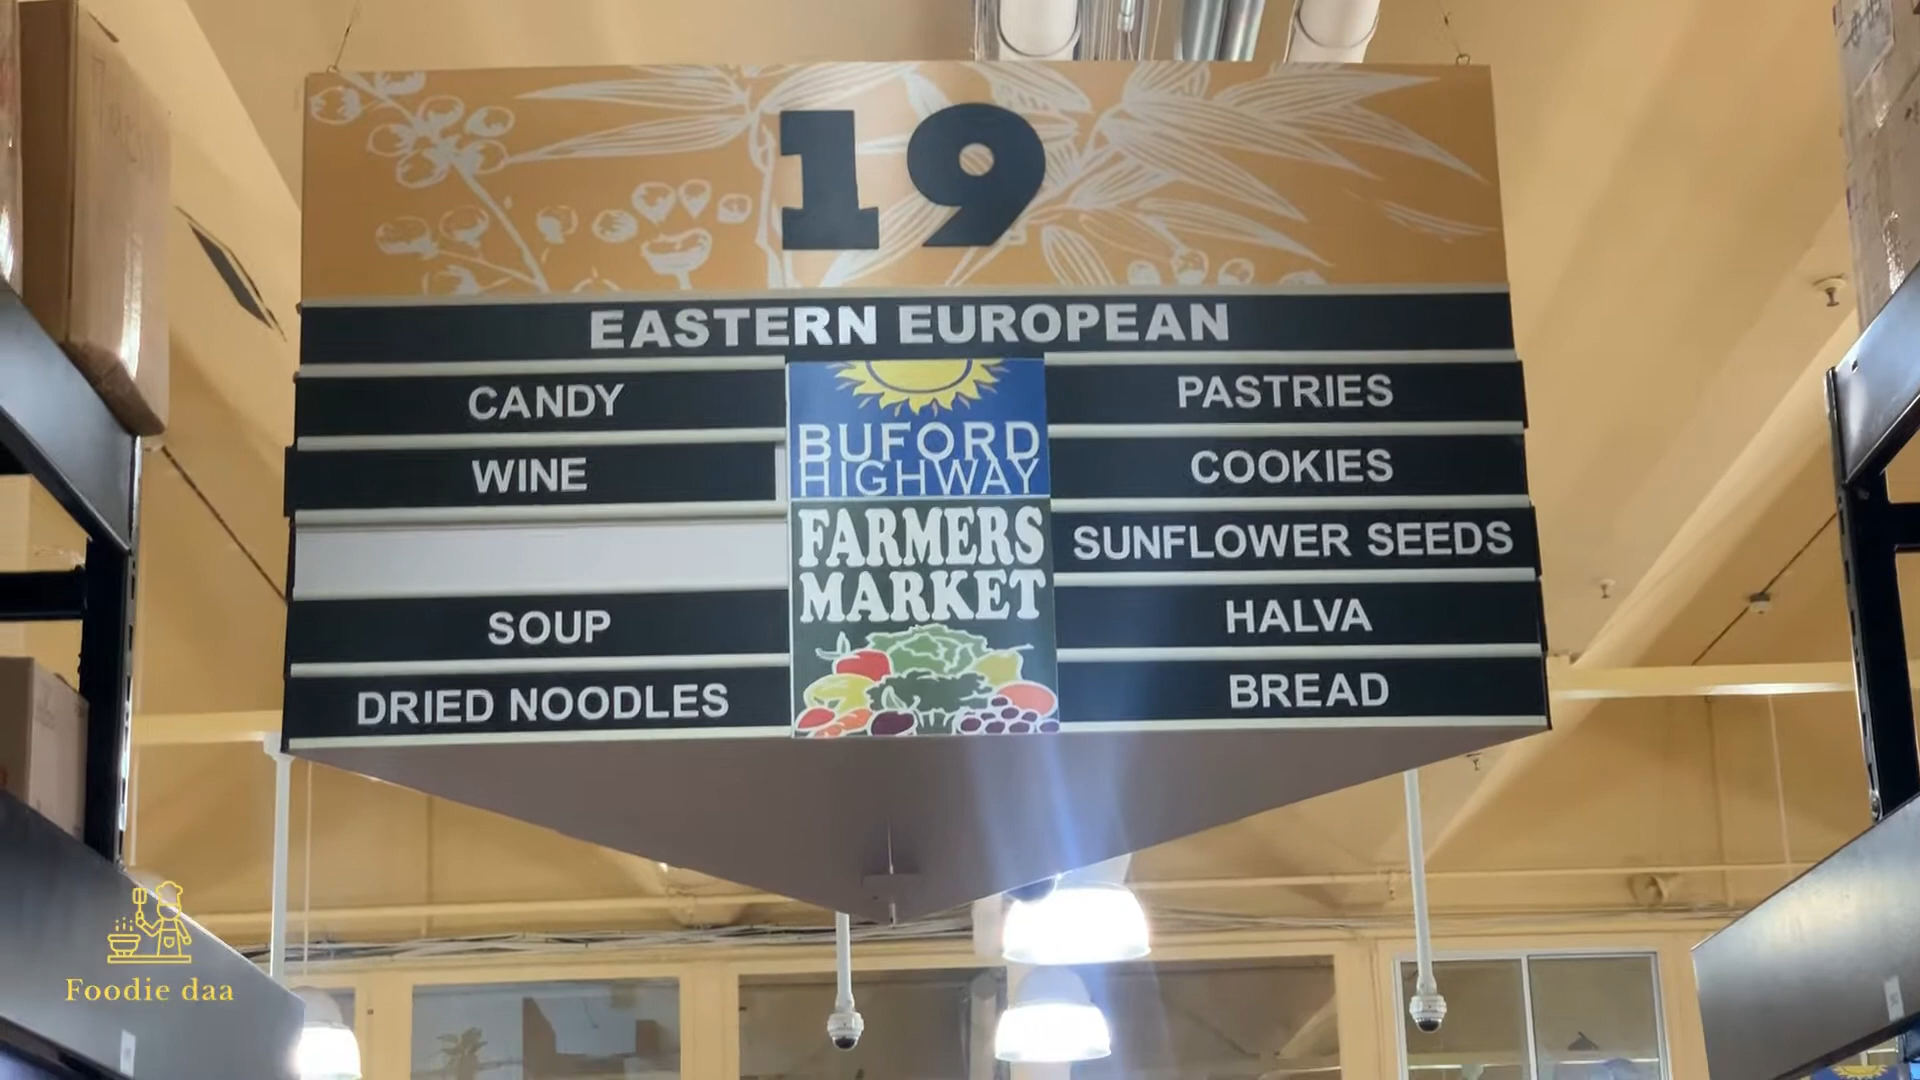 19
EASTERN EUROPEAN
CANDY
WINE
SOUP
DRIED NOODLES
BUFORD
HIGHWAY
FARMERS
MARKET
PASTRIES
COOKIES
SUNFLOWER SEEDS
HALVA
BREAD
Foodie daa